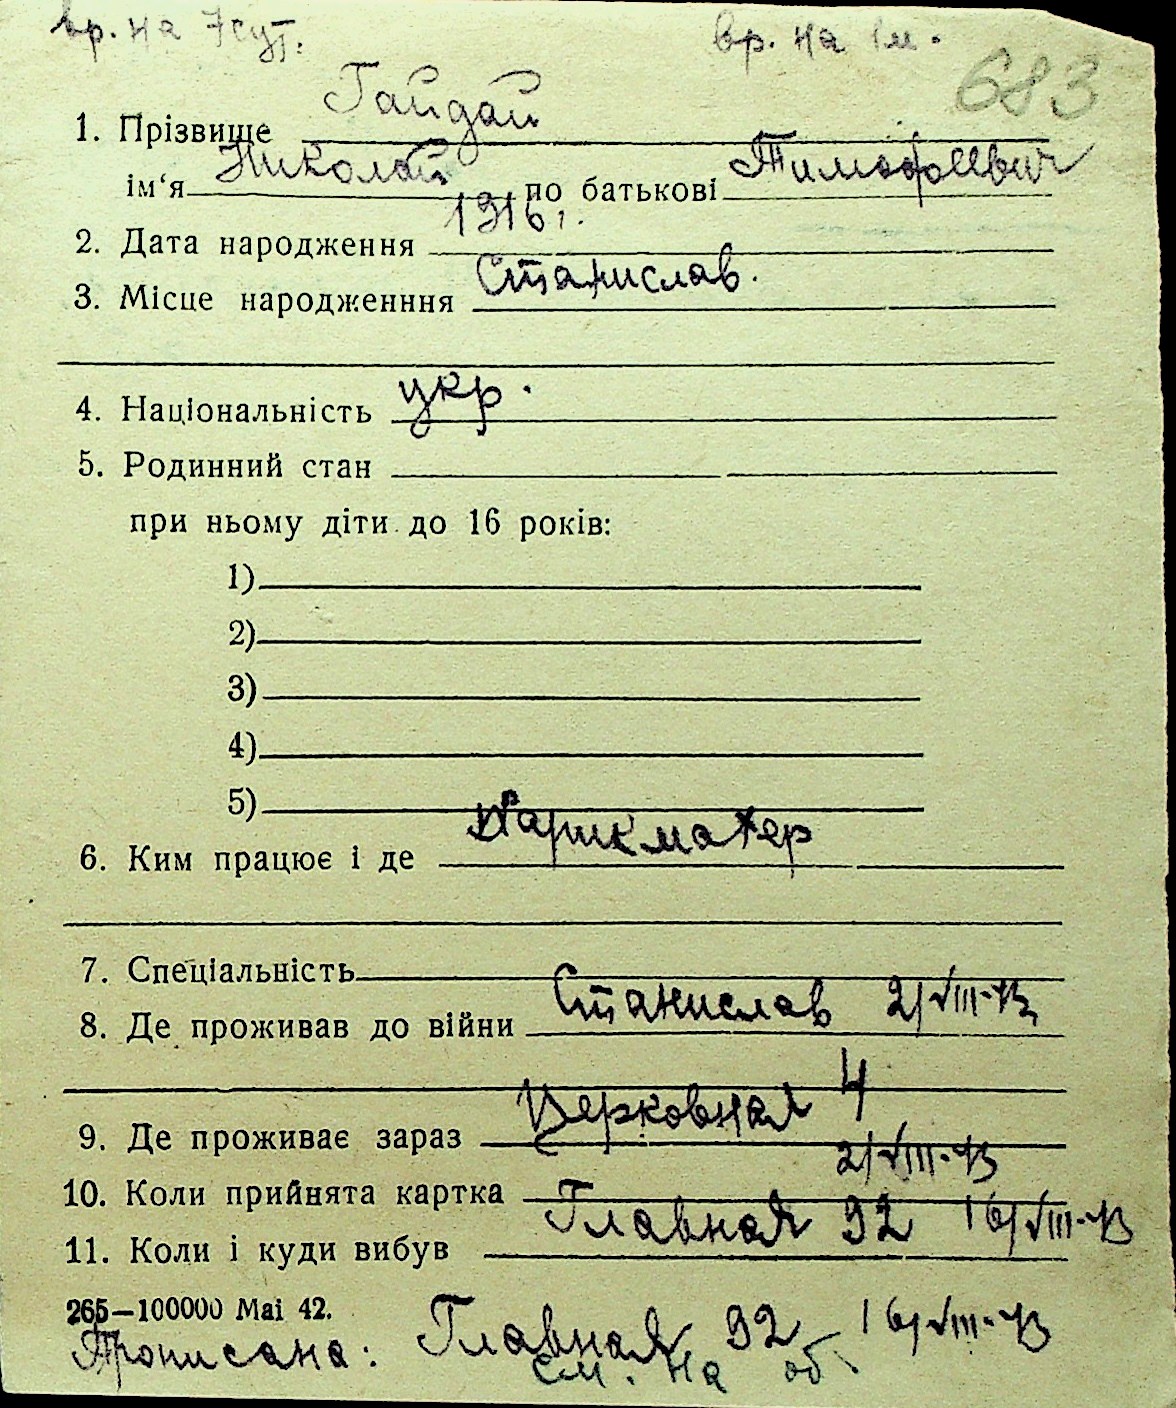 вр. на 7 сут. вр. на 1 м.
683
1. Прізвище Гайдай
ім‘я Николай по батькові Тимофеевич
2. Дата народження 1916 г.
3. Місце народженння Станислав.
4. Національність укр.
5. Родинний стан
при ньому діти до 16 років:
1)
2)
3)
4)
5)
6. Ким працює і де Парикмахер
7. Спеціальність
8. Де проживав до війни Станислав 2/VIII-43
9. Де проживає зараз Церковная 4
10. Коли прийнята картка 2/VIII-43
11. Коли і куди вибув Главная 92 16/VIII-43
265—100000 Mai 42.
Прописана: Главная 92 16/VIII-43
см. на об.